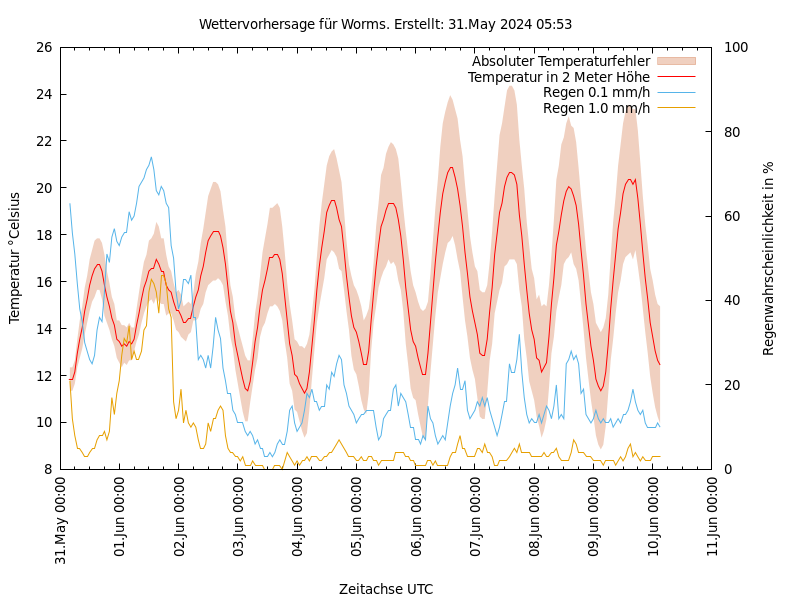 Wettervorhersage für Worms. Erstellt: 31.May 2024 05:53
Absoluter Temperaturfehler
Temperatur in 2 Meter Höhe
Regen 0.1 mm/h
Regen 1.0 mm/h
Temperatur °Celsius
26
24
22
20
18
16
14
12
10
8
100
80
60
40
20
0
Regenwahrscheinlichkeit in %
31.May 00:00
01.Jun 00:00
02.Jun 00:00
03.Jun 00:00
04.Jun 00:00
05.Jun 00:00
06.Jun 00:00
07.Jun 00:00
08.Jun 00:00
09.Jun 00:00
10.Jun 00:00
11.Jun 00:00
Zeitachse UTC